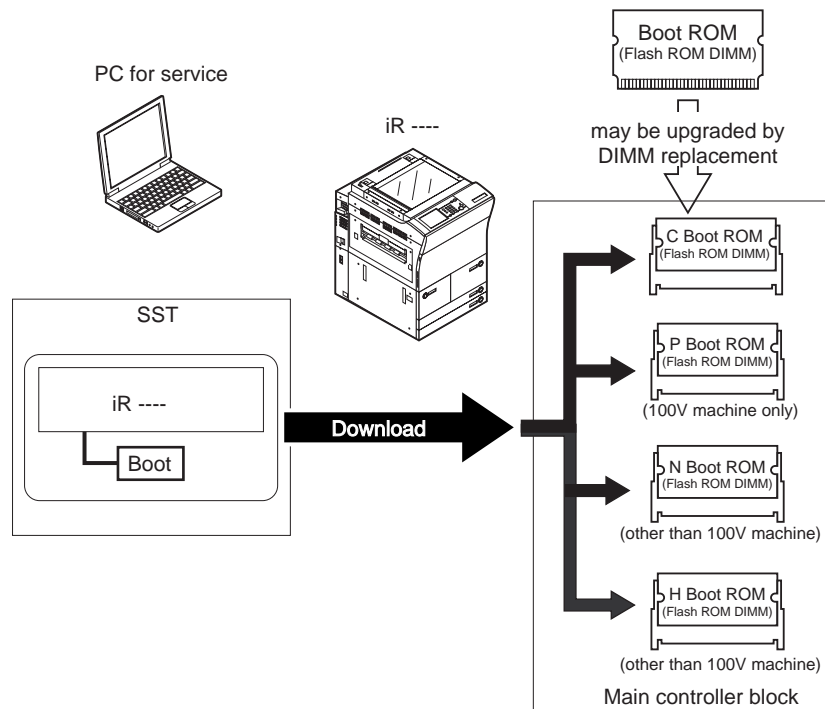 Boot ROM
(Flash ROM DIMM)
PC for service
iR ----
may be upgraded by
DIMM replacement
C Boot ROM
(Flash ROM DIMM)
SST
P Boot ROM
(Flash ROM DIMM)
iR ----
(100V machine only)
Download
Boot
N Boot ROM
(Flash ROM DIMM)
(other than 100V machine)
H Boot ROM
(Flash ROM DIMM)
(other than 100V machine)
Main controller block